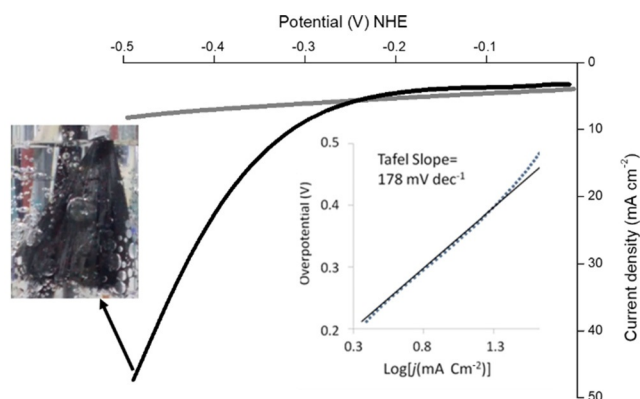 Potential (V) NHE
-0.5 -0.4 -0.3 -0.2 -0.1
0
10
20
30
40
50
Current density (mA cm⁻²)
Tafel Slope=
178 mV dec⁻¹
Overpotential (V)
0.5
0.4
0.3
0.2
0.3 0.8 1.3
Log[j(mA Cm⁻²)]